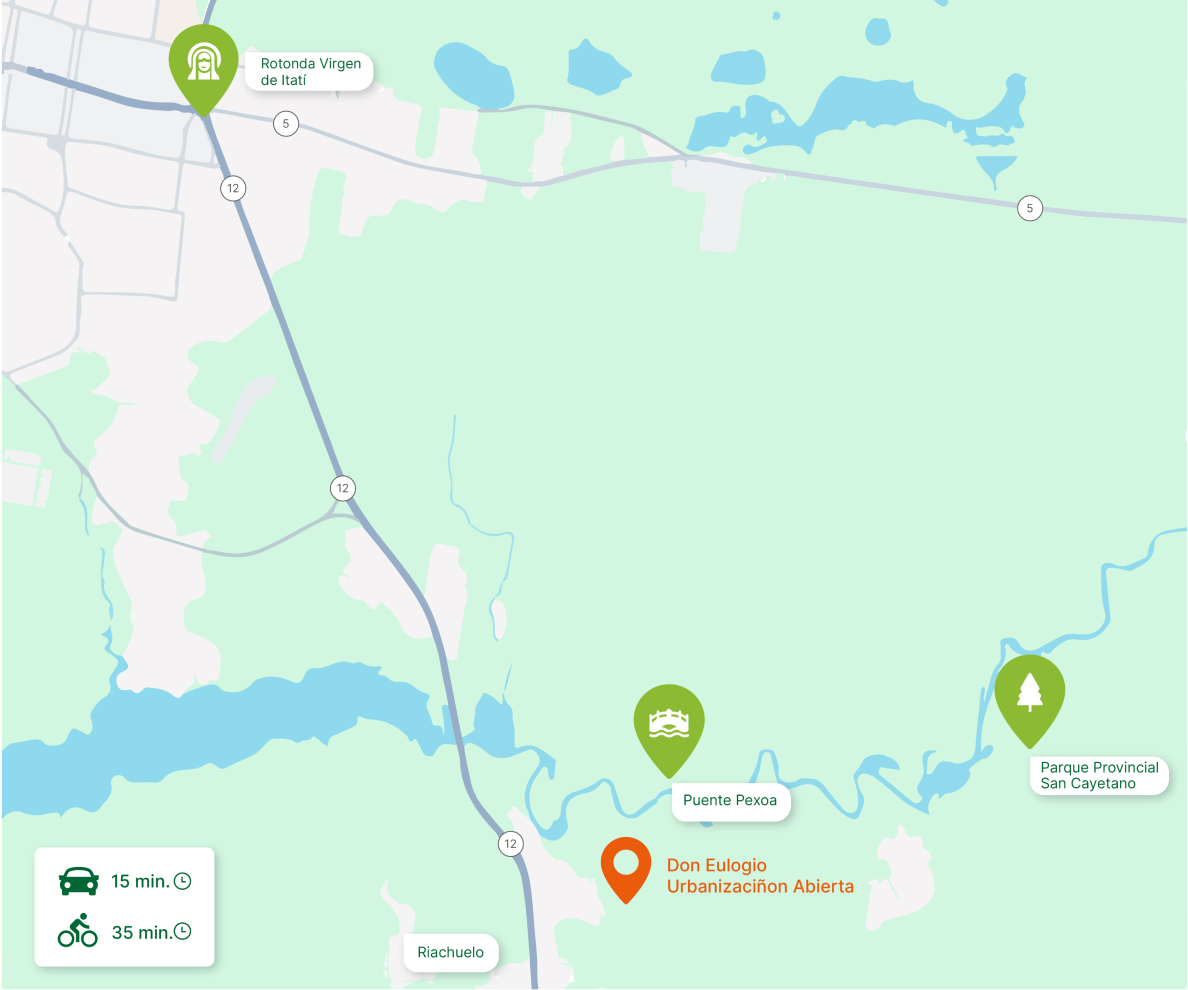 Rotonda Virgen
de Itatí
5
12
5
12
Puente Pexoa
Parque Provincial
San Cayetano
12
Don Eulogio
Urbanizaciñon Abierta
15 min.
35 min.
Riachuelo